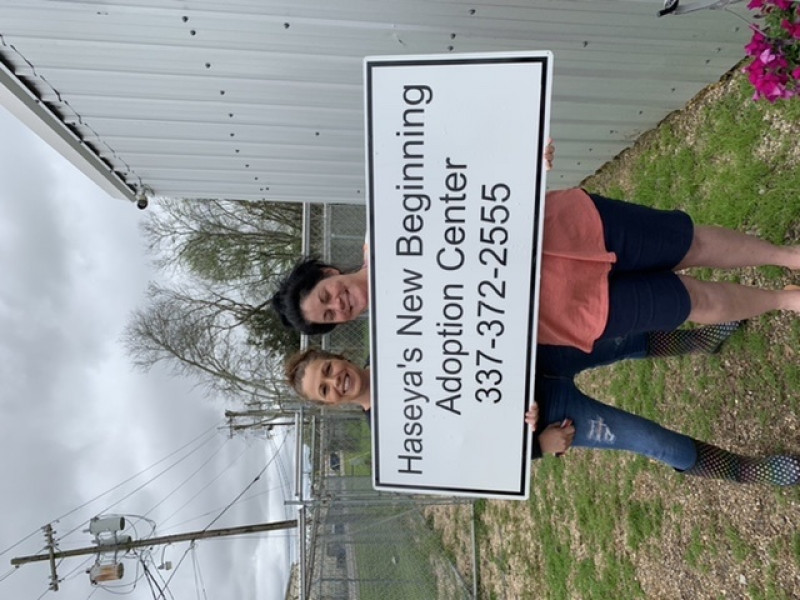 Haseya's New Beginning
Adoption Center
337-372-2555